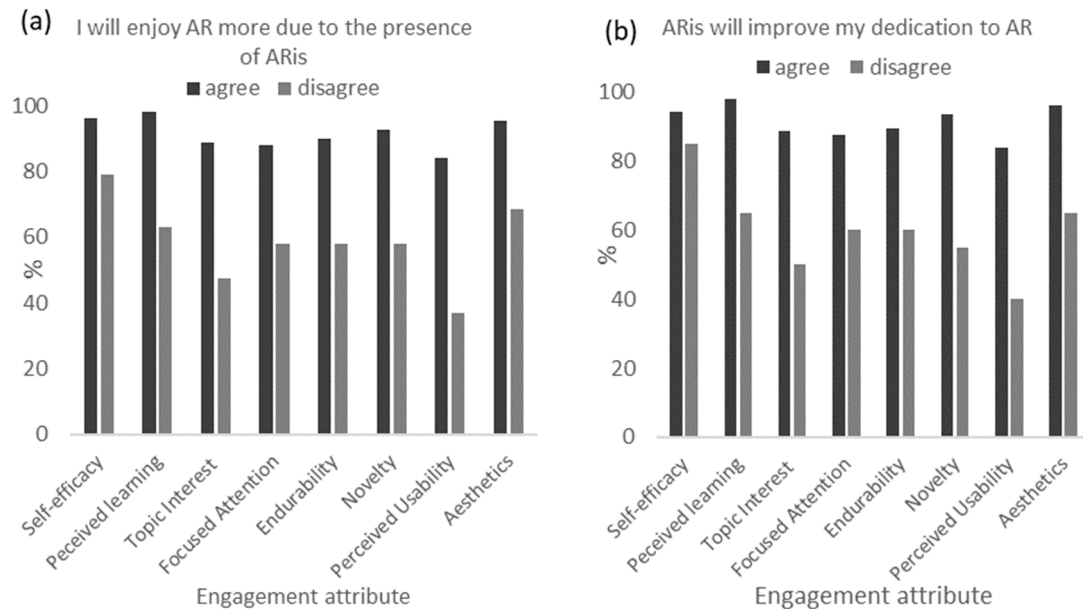 (a)
I will enjoy AR more due to the presence
of ARis
agree
disagree
100
80
60
40
20
0
%
Self-efficacy
Peceived learning
Topic Interest
Focused Attention
Endurability
Novelty
Perceived Usability
Aesthetics
Engagement attribute
(b)
ARis will improve my dedication to AR
agree
disagree
100
80
60
40
20
0
%
Self-efficacy
Perceived learning
Topic Interest
Focused Attention
Endurability
Novelty
Perceived Usability
Aesthetics
Engagement attribute